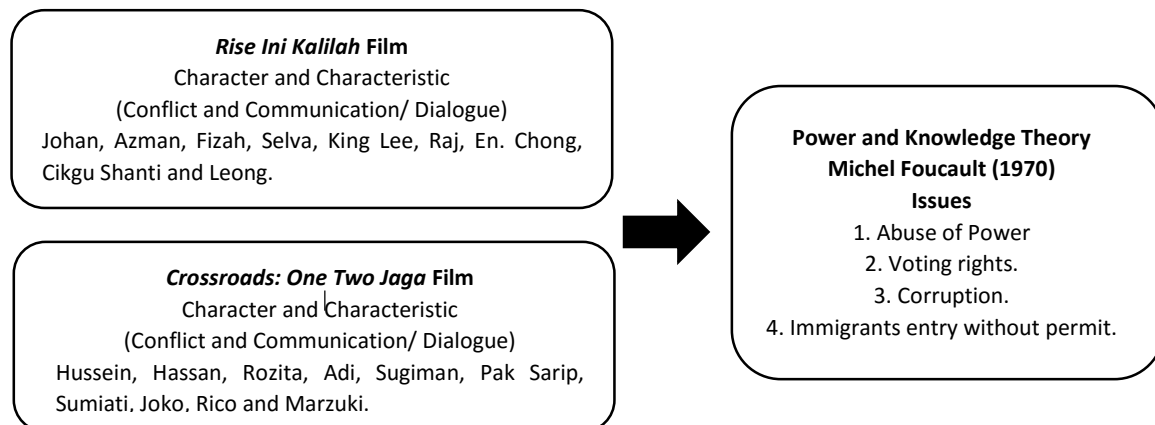 Rise Ini Kalilah Film
Character and Characteristic
(Conflict and Communication/ Dialogue)
Johan, Azman, Fizah, Selva, King Lee, Raj, En. Chong,
Cikgu Shanti and Leong.
Crossroads: One Two Jaga Film
Character and Characteristic
(Conflict and Communication/ Dialogue)
Hussein, Hassan, Rozita, Adi, Sugiman, Pak Sarip,
Sumiati, Joko, Rico and Marzuki.
Power and Knowledge Theory
Michel Foucault (1970)
Issues
1. Abuse of Power
2. Voting rights.
3. Corruption.
4. Immigrants entry without permit.